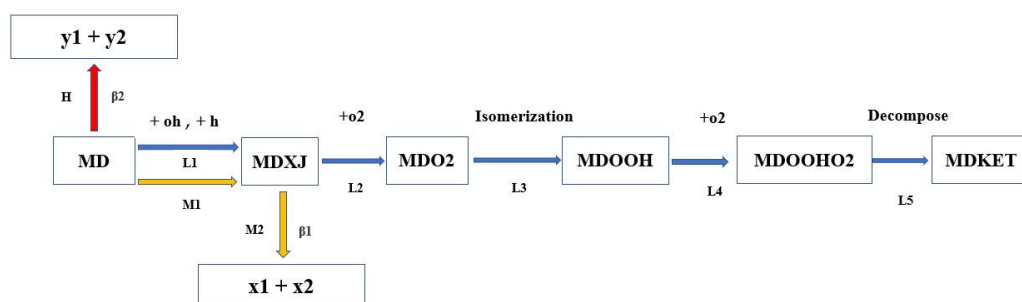 y1 + y2
H β2
+ oh , + h
+o2
Isomerization
+o2
Decompose
MD
MDXJ
MDO2
MDOOH
MDOOHO2
MDKET
L1
L2
L3
L4
L5
M1
M2 β1
x1 + x2